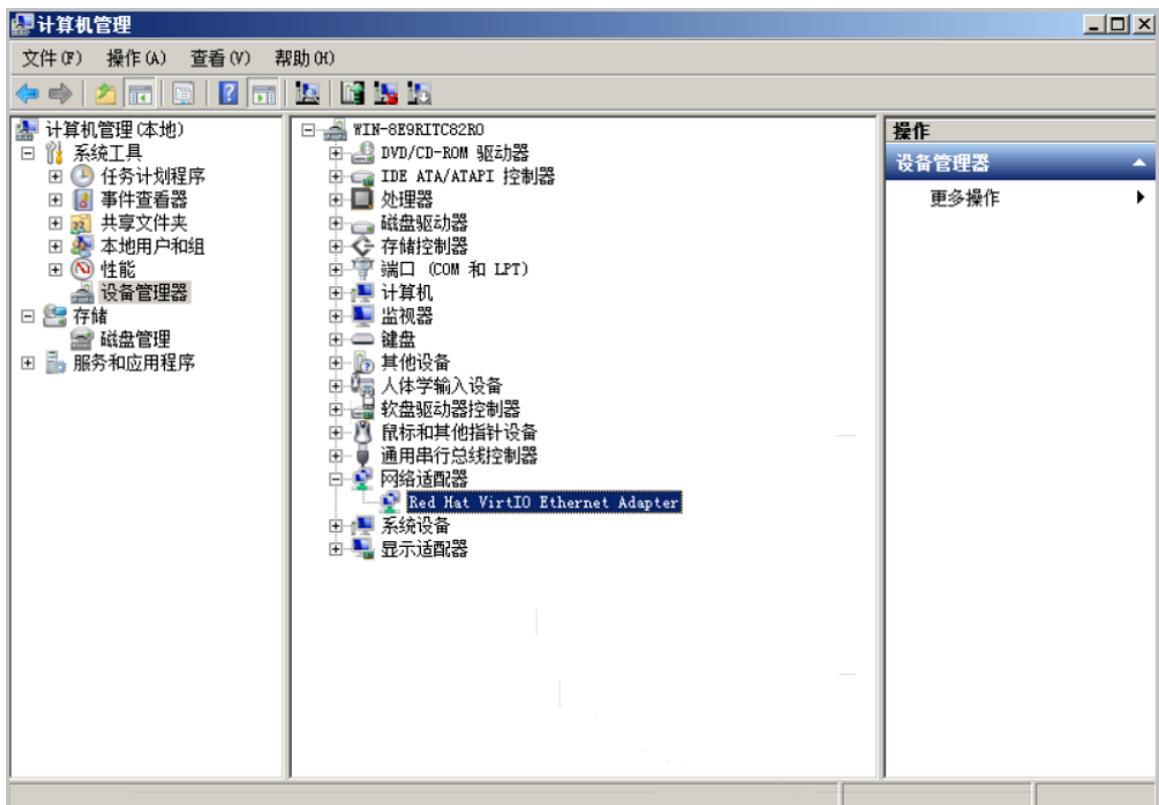 计算机管理
文件(F) 操作(A) 查看(V) 帮助(H)
计算机管理(本地)
系统工具
任务计划程序
事件查看器
共享文件夹
本地用户和组
性能
设备管理器
存储
磁盘管理
服务和应用程序
WIN-8E9RITC82RO
DVD/CD-ROM 驱动器
IDE ATA/ATAPI 控制器
处理器
磁盘驱动器
存储控制器
端口 (COM 和 LPT)
计算机
监视器
键盘
其他设备
人体学输入设备
软盘驱动器控制器
鼠标和其他指针设备
通用串行总线控制器
网络适配器
Red Hat VirtIO Ethernet Adapter
系统设备
显示适配器
操作
设备管理器
更多操作